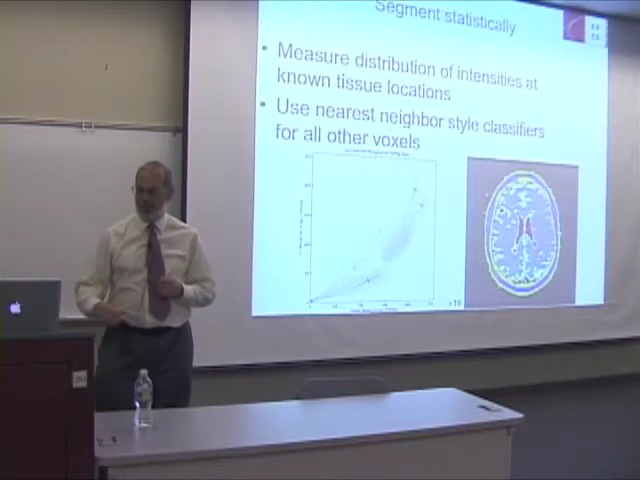 Segment statistically
• Measure distribution of intensities at
known tissue locations
• Use nearest neighbor style classifiers
for all other voxels